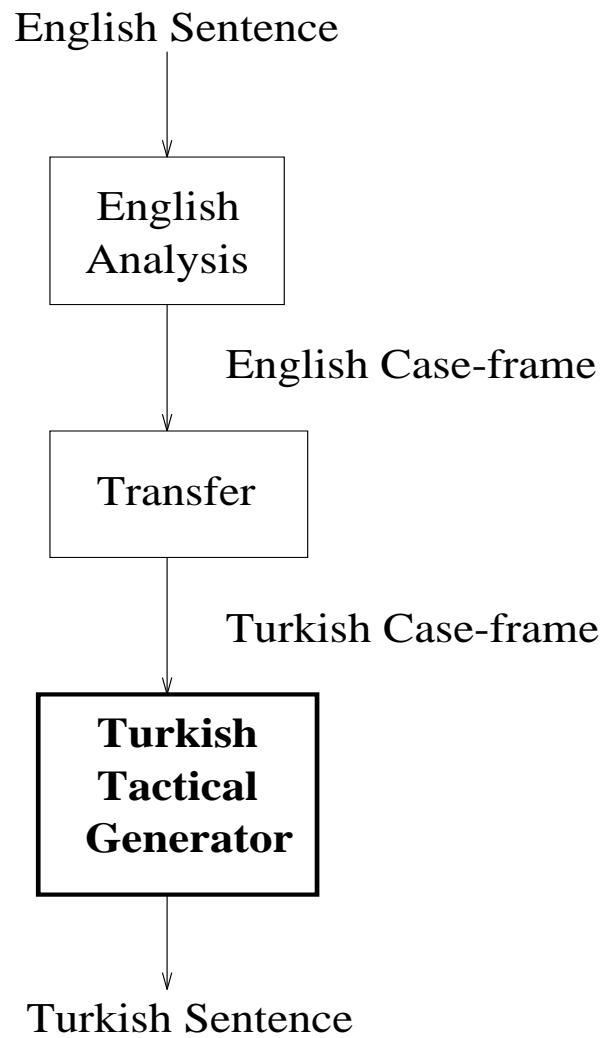 English Sentence
English
Analysis
English Case-frame
Transfer
Turkish Case-frame
Turkish
Tactical
Generator
Turkish Sentence